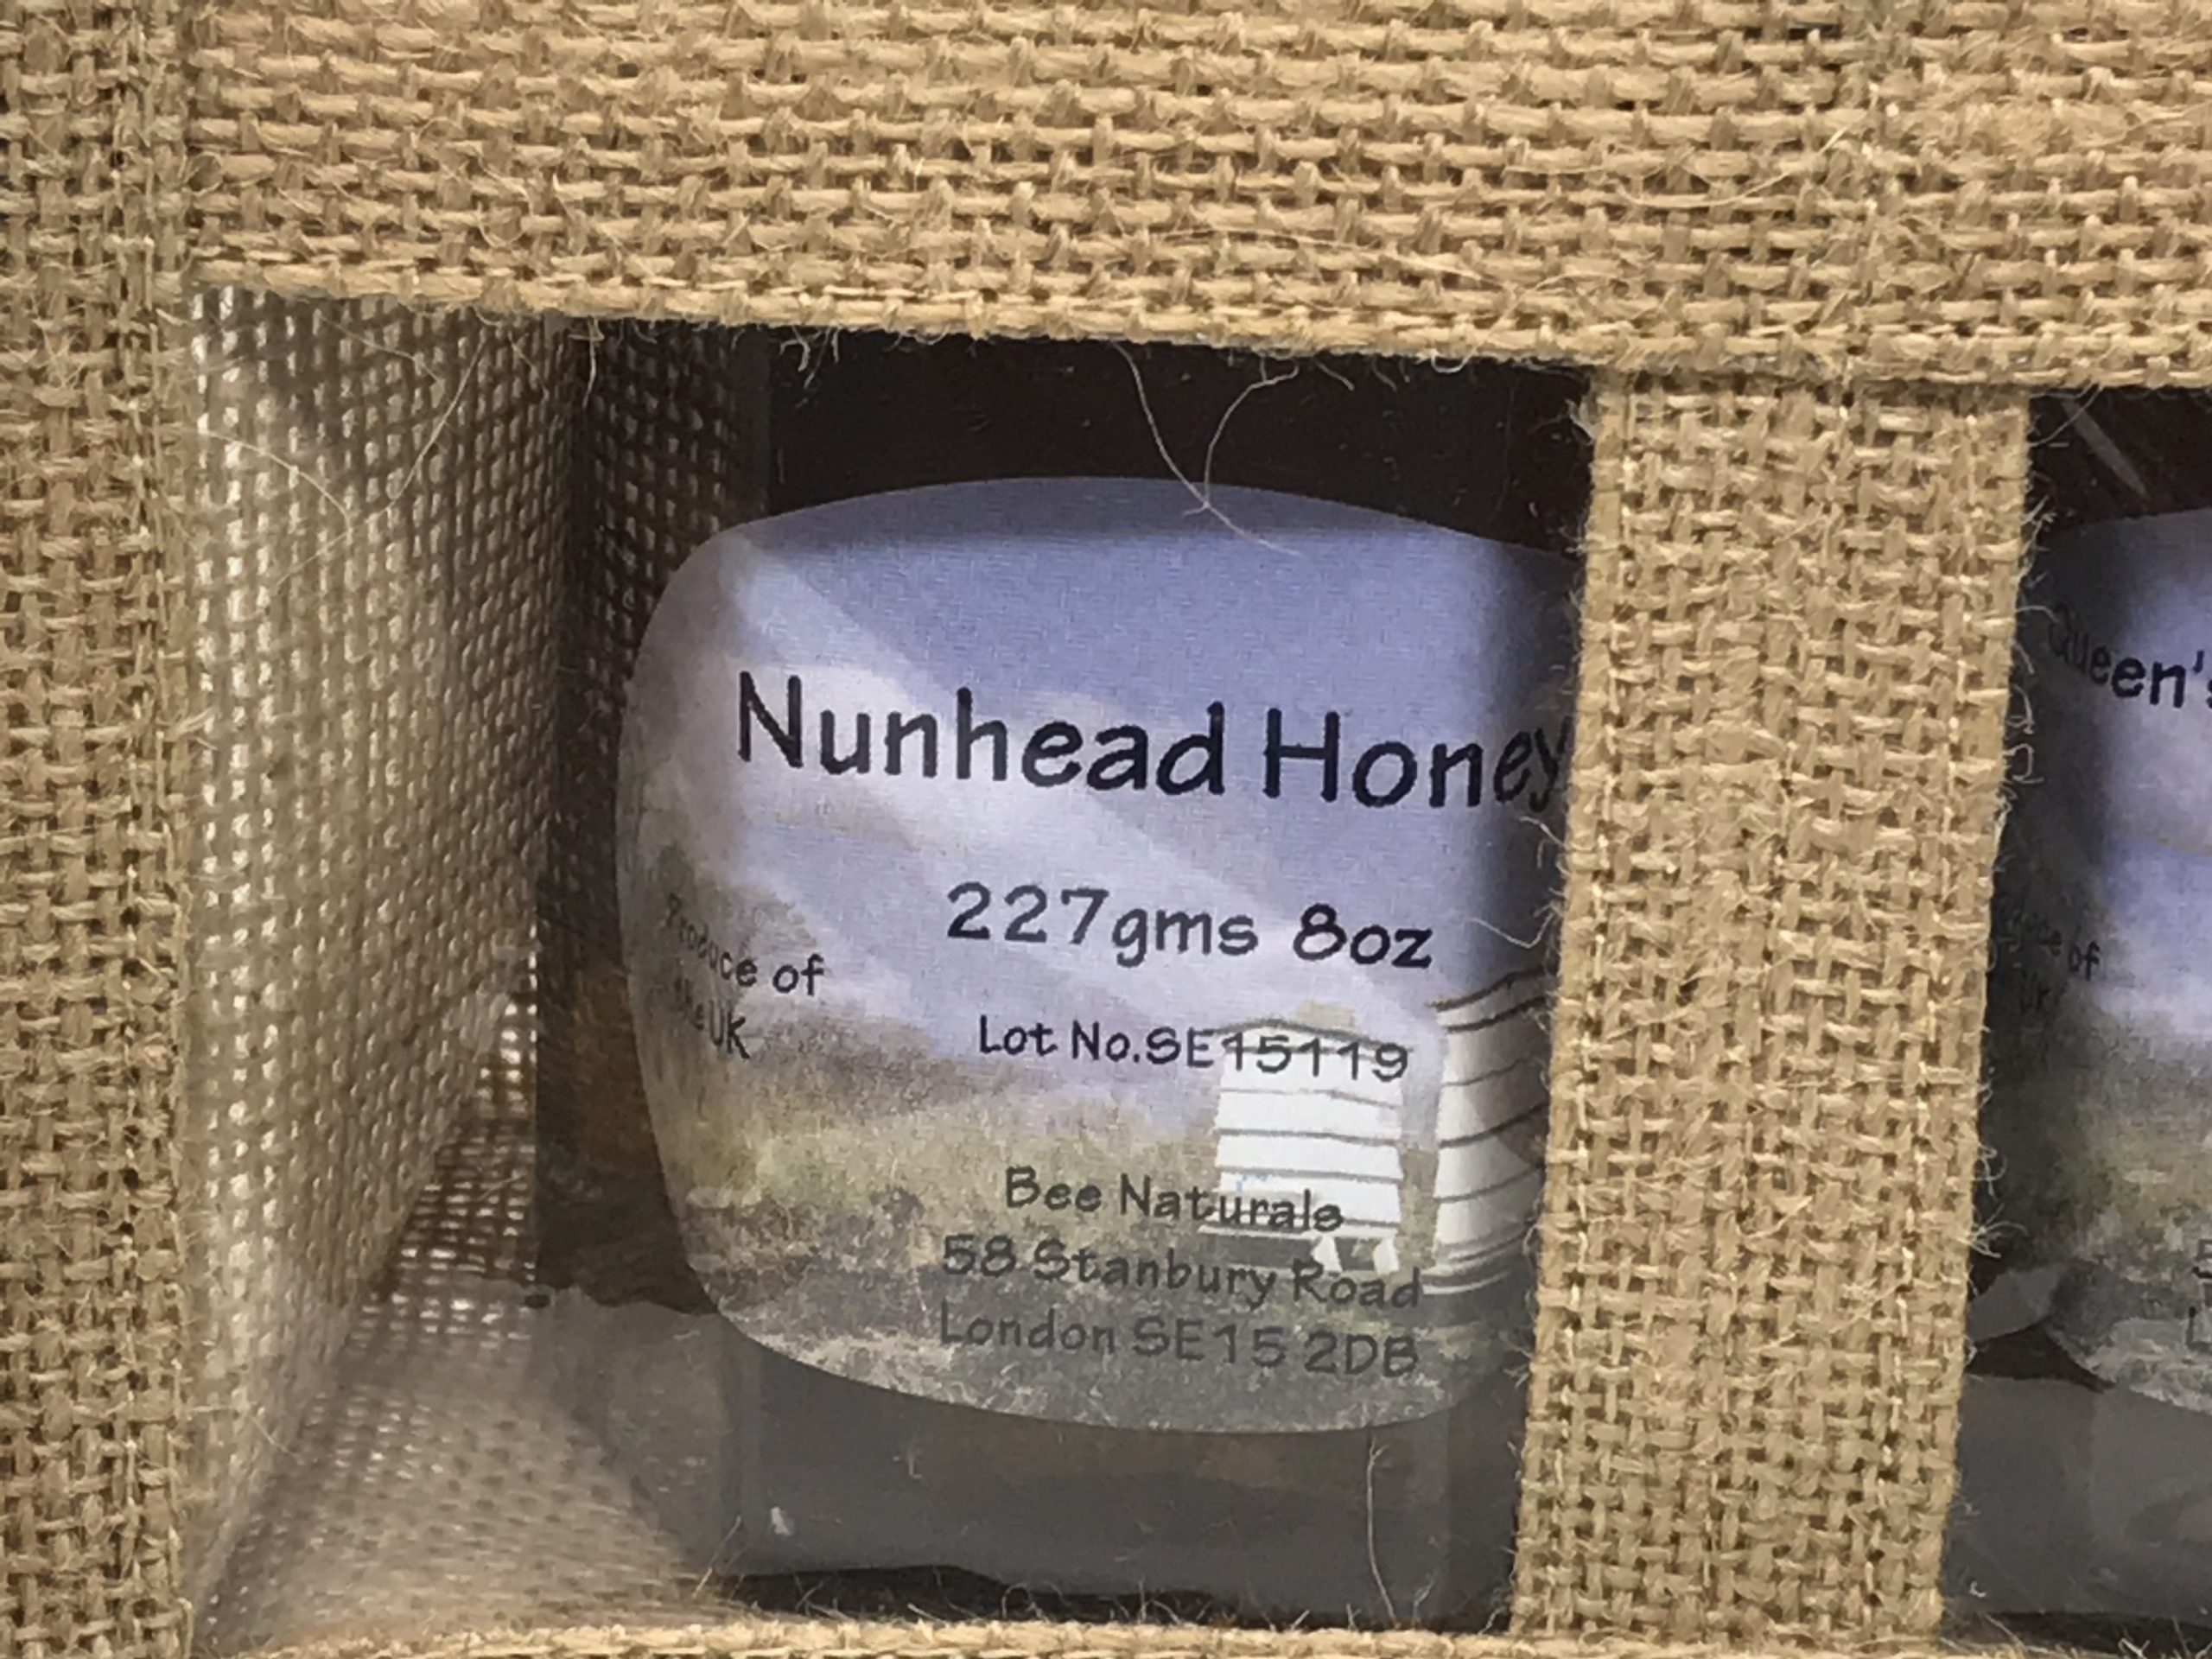 Nunhead Honey
227gms 8oz
Produce of
the UK
Lot No.SE15119
Bee Naturals
58 Stanbury Road
London SE15 2DB
Queen's
of